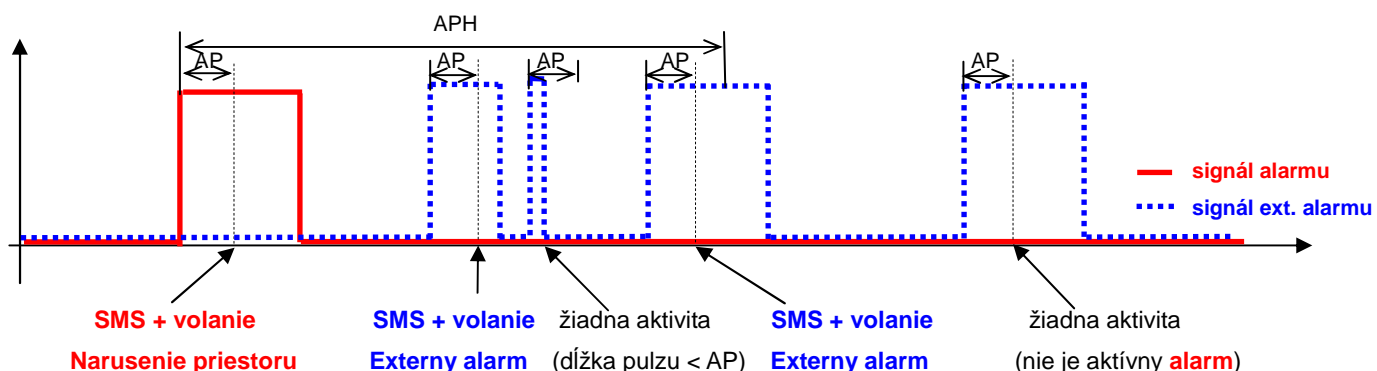 APH
AP
AP
AP
AP
AP
signál alarmu
signál ext. alarmu
SMS + volanie
Narusenie priestoru
SMS + volanie
Externy alarm
žiadna aktivita
(dĺžka pulzu < AP)
SMS + volanie
Externy alarm
žiadna aktivita
(nie je aktívny alarm)